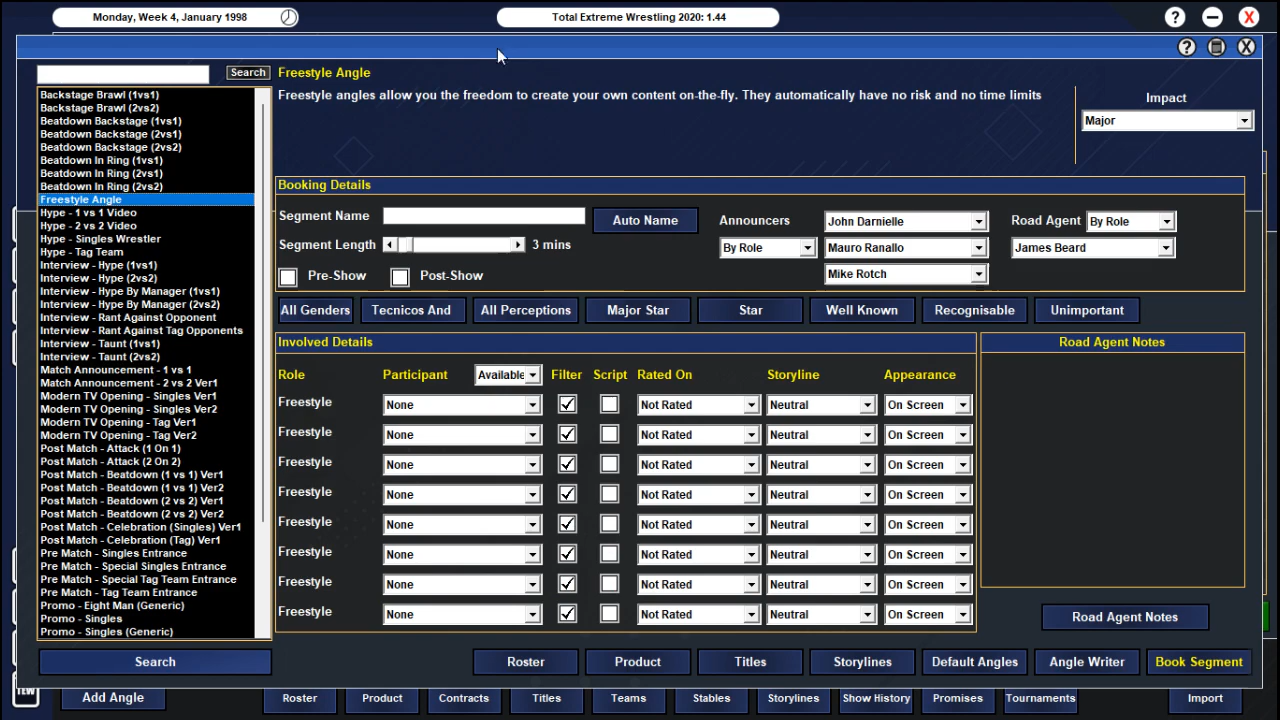 Monday, Week 4, January 1998
Total Extreme Wrestling 2020: 1.44
Search
Freestyle Angle
Freestyle angles allow you the freedom to create your own content on-the-fly. They automatically have no risk and no time limits
Impact
Major
Backstage Brawl (1vs1)
Backstage Brawl (2vs2)
Beatdown Backstage (1vs1)
Beatdown Backstage (2vs1)
Beatdown Backstage (2vs2)
Beatdown In Ring (1vs1)
Beatdown In Ring (2vs1)
Beatdown In Ring (2vs2)
Freestyle Angle
Hype - 1 vs 1 Video
Hype - 2 vs 2 Video
Hype - Singles Wrestler
Hype - Tag Team
Interview - Hype (1vs1)
Interview - Hype (2vs2)
Interview - Hype By Manager (1vs1)
Interview - Hype By Manager (2vs2)
Interview - Rant Against Opponent
Interview - Rant Against Tag Opponents
Interview - Taunt (1vs1)
Interview - Taunt (2vs2)
Match Announcement - 1 vs 1
Match Announcement - 2 vs 2 Ver1
Modern TV Opening - Singles Ver1
Modern TV Opening - Singles Ver2
Modern TV Opening - Tag Ver1
Modern TV Opening - Tag Ver2
Post Match - Attack (1 On 1)
Post Match - Attack (2 On 2)
Post Match - Beatdown (1 vs 1) Ver1
Post Match - Beatdown (1 vs 1) Ver2
Post Match - Beatdown (2 vs 2) Ver1
Post Match - Beatdown (2 vs 2) Ver2
Post Match - Celebration (Singles) Ver1
Post Match - Celebration (Tag) Ver1
Pre Match - Singles Entrance
Pre Match - Special Singles Entrance
Pre Match - Special Tag Team Entrance
Pre Match - Tag Team Entrance
Promo - Eight Man (Generic)
Promo - Singles
Promo - Singles (Generic)
Booking Details
Segment Name
Auto Name
Announcers
John Darnielle
Road Agent
By Role
Segment Length
3 mins
By Role
Mauro Ranallo
James Beard
Pre-Show
Post-Show
Mike Rotch
All Genders
Tecnicos And
All Perceptions
Major Star
Star
Well Known
Recognisable
Unimportant
Involved Details
Road Agent Notes
Role
Participant
Available
Filter
Script
Rated On
Storyline
Appearance
Freestyle None Not Rated Neutral On Screen
Freestyle None Not Rated Neutral On Screen
Freestyle None Not Rated Neutral On Screen
Freestyle None Not Rated Neutral On Screen
Freestyle None Not Rated Neutral On Screen
Freestyle None Not Rated Neutral On Screen
Freestyle None Not Rated Neutral On Screen
Freestyle None Not Rated Neutral On Screen
Road Agent Notes
Search
Roster
Product
Titles
Storylines
Default Angles
Angle Writer
Book Segment
TEW
Add Angle
Roster
Product
Contracts
Titles
Teams
Stables
Storylines
Show History
Promises
Tournaments
Import